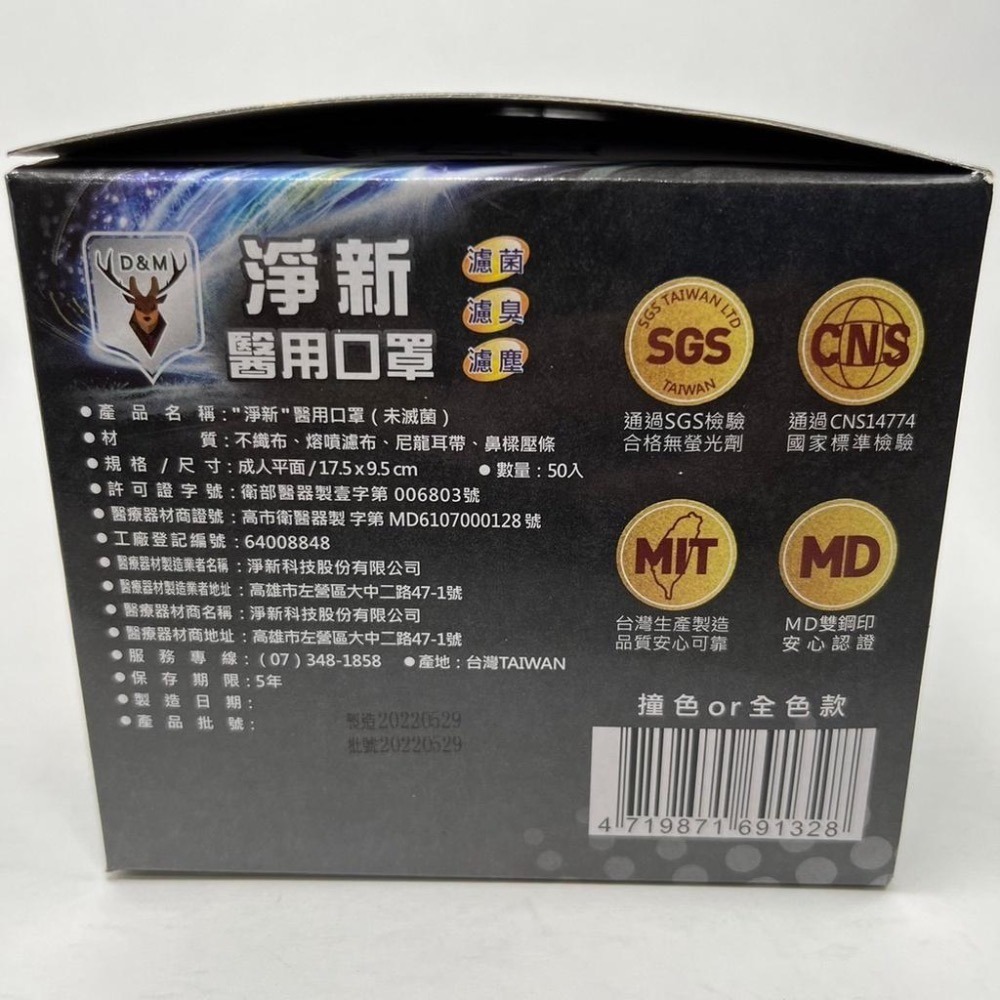 D&M
淨新
醫用口罩
濾菌
濾臭
濾塵
SGS TAIWAN LTD
SGS
TAIWAN
通過SGS檢驗
合格無螢光劑
CNS
通過CNS14774
國家標準檢驗
MIT
台灣生產製造
品質安心可靠
MD
MD雙鋼印
安心認證
●產品名稱："淨新"醫用口罩(未滅菌)
●材質：不織布、熔噴濾布、尼龍耳帶、鼻樑壓條
●規格/尺寸：成人平面/17.5x9.5cm ●數量：50入
●許可證字號：衛部醫器製壹字第 006803號
●醫療器材商證號：高市衛醫器製 字第 MD6107000128號
●工廠登記編號：64008848
●醫療器材製造業者名稱：淨新科技股份有限公司
●醫療器材製造業者地址：高雄市左營區大中二路47-1號
●醫療器材商名稱：淨新科技股份有限公司
●醫療器材商地址：高雄市左營區大中二路47-1號
●服務專線：(07)348-1858 ●產地：台灣TAIWAN
●保存期限：5年
●製造日期：
●產品批號：
製造20220529
批號20220529
撞色or全色款
4 719871 691328